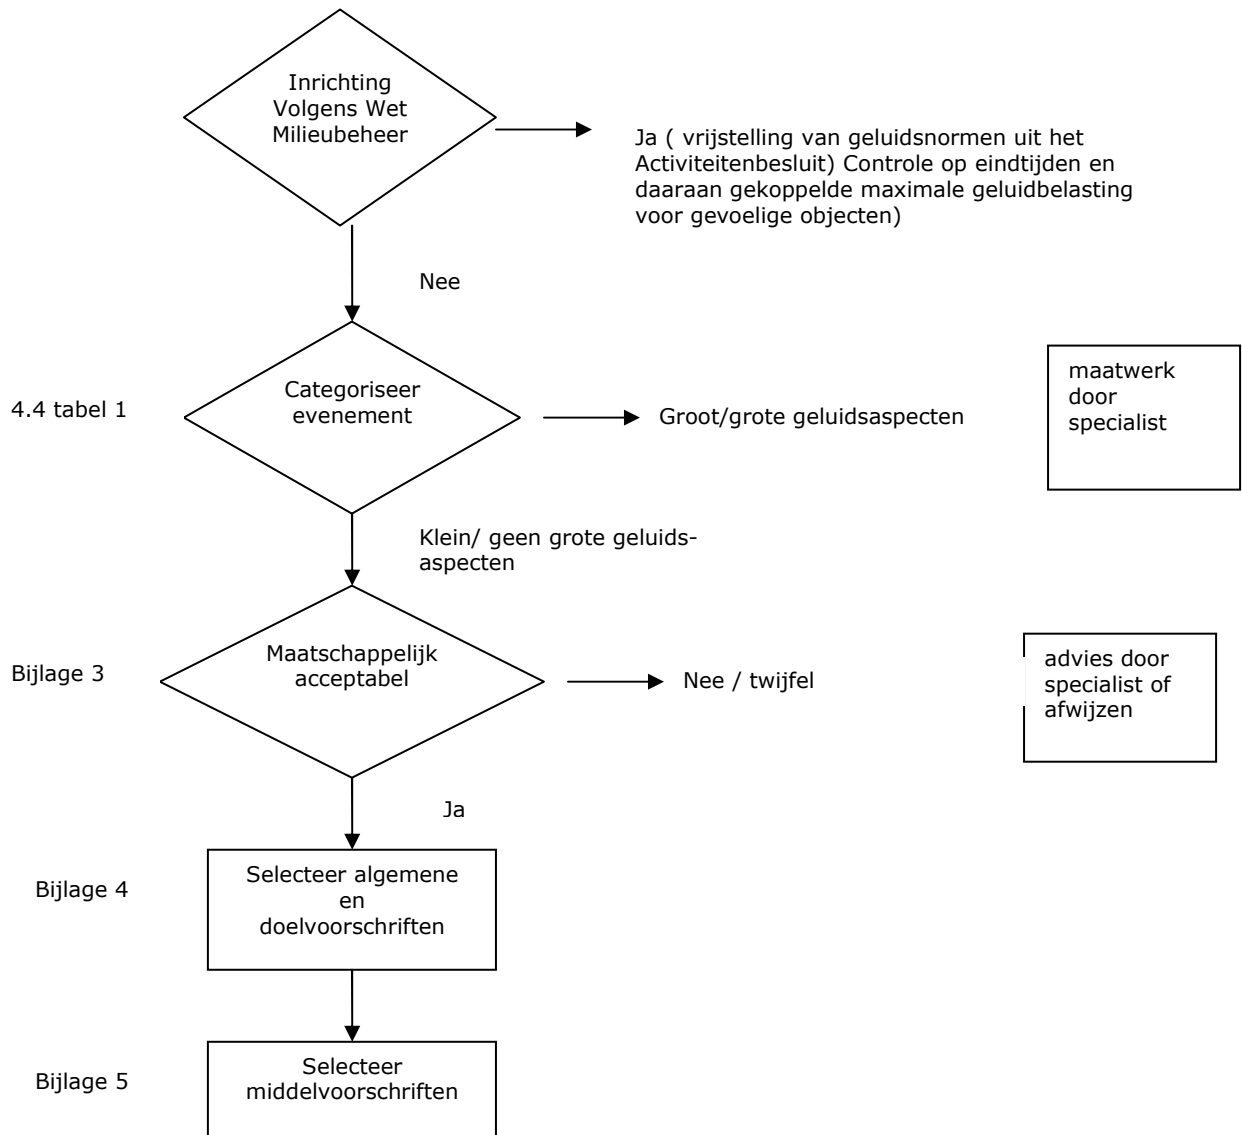 Inrichting
Volgens Wet
Milieubeheer
Ja ( vrijstelling van geluidsnormen uit het
Activiteitenbesluit) Controle op eindtijden en
daaraan gekoppelde maximale geluidbelasting
voor gevoelige objecten)
Nee
4.4 tabel 1
Categoriseer
evenement
Groot/grote geluidsaspecten
maatwerk
door
specialist
Klein/ geen grote geluids-
aspecten
Bijlage 3
Maatschappelijk
acceptabel
Nee / twijfel
advies door
specialist of
afwijzen
Ja
Bijlage 4
Selecteer algemene
en
doelvoorschriften
Bijlage 5
Selecteer
middelvoorschriften